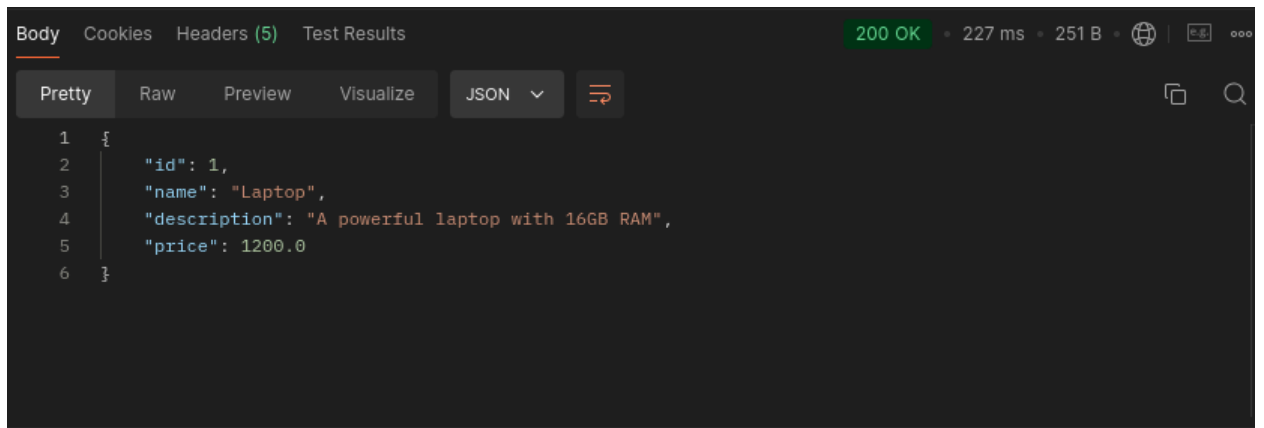 Body Cookies Headers (5) Test Results 200 OK • 227 ms • 251 B • e.g.
Pretty Raw Preview Visualize JSON
1 {
2 "id": 1,
3 "name": "Laptop",
4 "description": "A powerful laptop with 16GB RAM",
5 "price": 1200.0
6 }